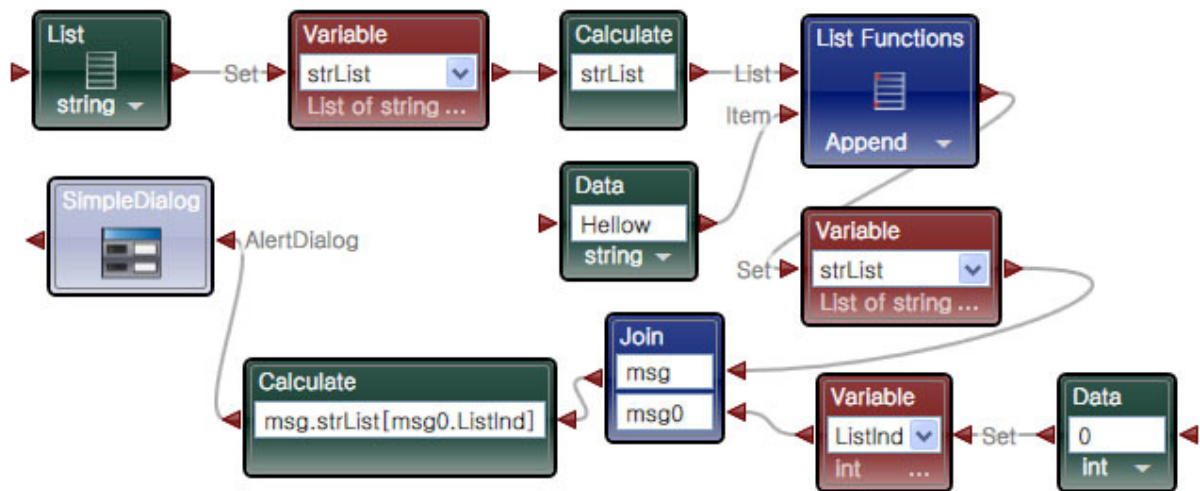 List
string
Set
Variable
strList
List of string ...
Calculate
strList
List
Item
List Functions
Append
Data
Hellow
string
Set
Variable
strList
List of string ...
SimpleDialog
AlertDialog
Join
msg
msg0
Calculate
msg.strList[msg0.ListInd]
Variable
ListInd
int ...
Set
Data
0
int